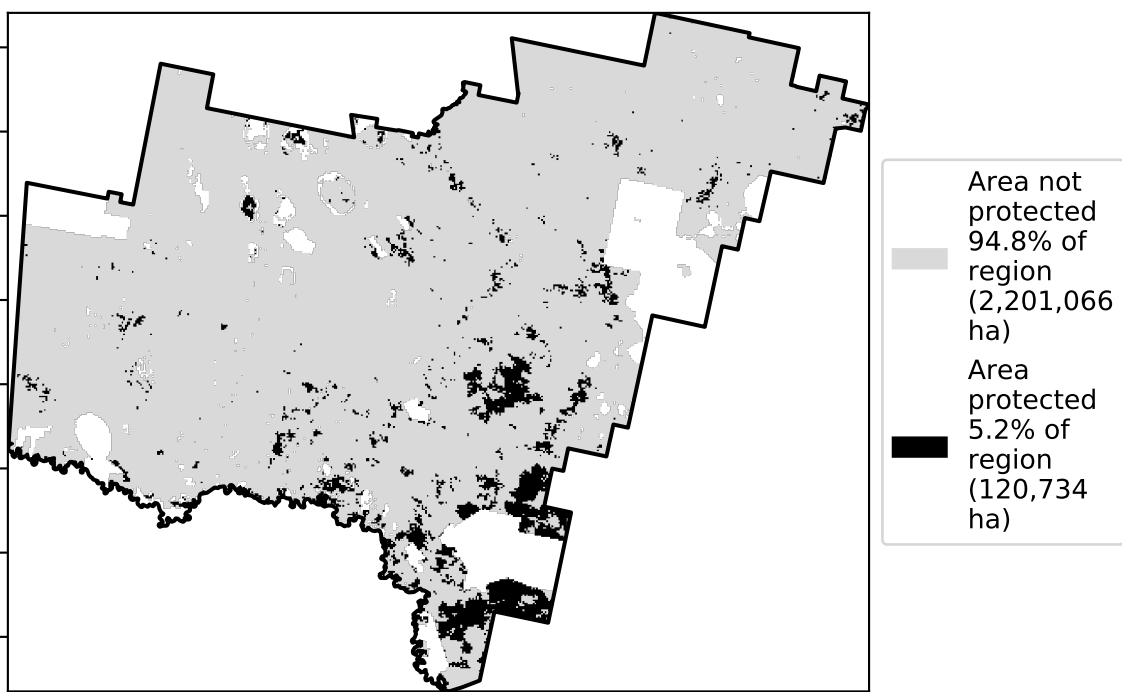 Area not
protected
94.8% of
region
(2,201,066
ha)
Area
protected
5.2% of
region
(120,734
ha)